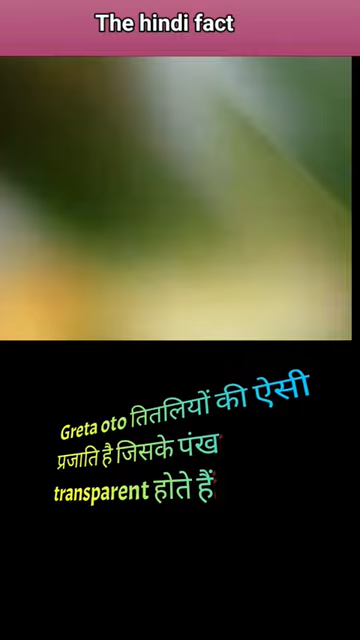 The hindi fact
Greta oto तितलियों की ऐसी
प्रजाति है जिसके पंख
transparent होते हैं